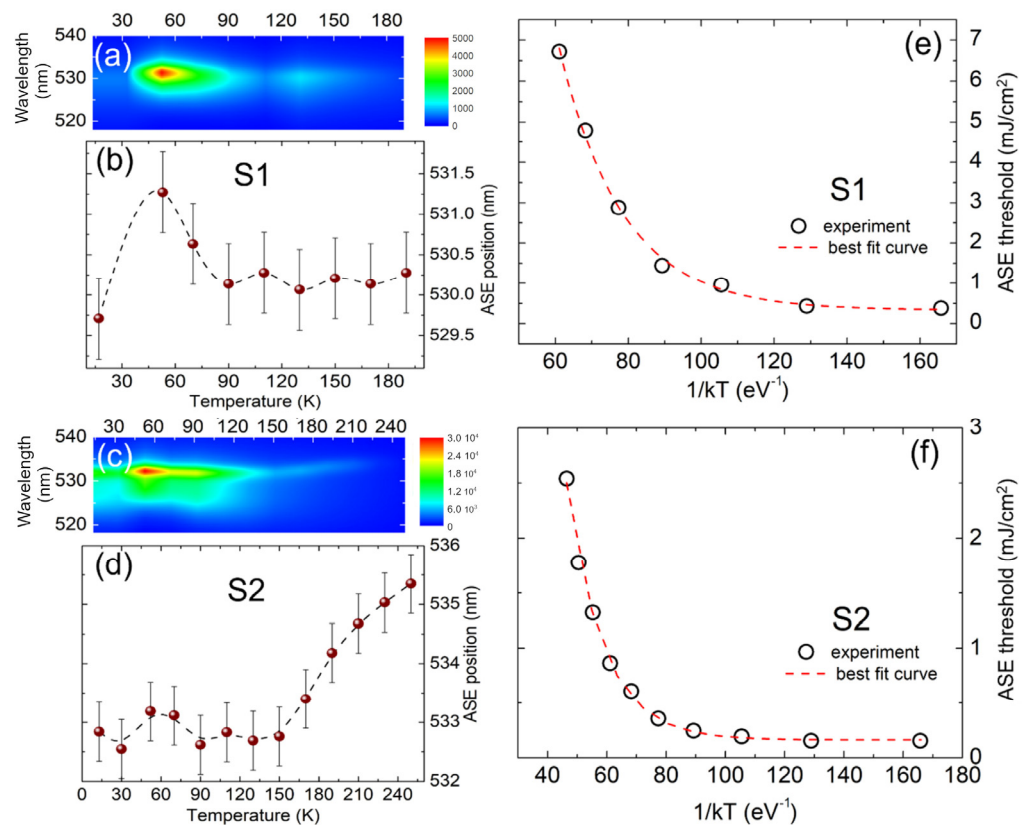 30 60 90 120 150 180
540
530
520
Wavelength
(nm)
(a)
5000
4000
3000
2000
1000
0
(b)
S1
531.5
531.0
530.5
530.0
529.5
ASE position (nm)
30 60 90 120 150 180
Temperature (K)
30 60 90 120 150 180 210 240
540
530
520
Wavelength
(nm)
(c)
3.0 10⁴
2.4 10⁴
1.8 10⁴
1.2 10⁴
6.0 10³
0
(d)
S2
536
535
534
533
532
ASE position (nm)
0 30 60 90 120 150 180 210 240
Temperature (K)
(e)
S1
experiment
best fit curve
7
6
5
4
3
2
1
0
ASE threshold (mJ/cm²)
60 80 100 120 140 160
1/kT (eV⁻¹)
(f)
S2
experiment
best fit curve
3
2
1
0
ASE threshold (mJ/cm²)
40 60 80 100 120 140 160 180
1/kT (eV⁻¹)